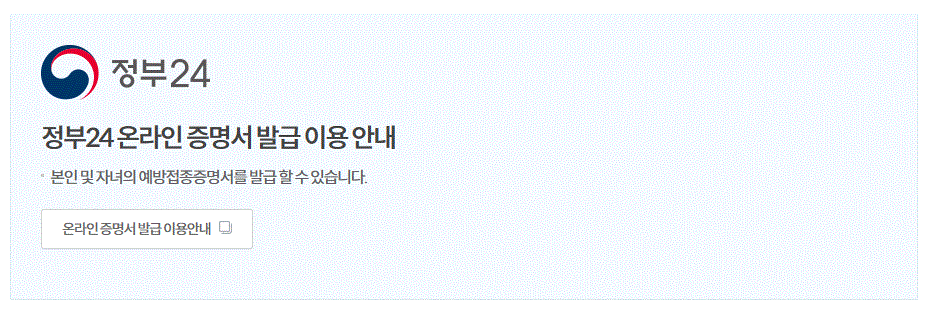 정부24
정부24 온라인 증명서 발급 이용 안내
본인 및 자녀의 예방접종증명서를 발급 할 수 있습니다.
온라인 증명서 발급 이용안내